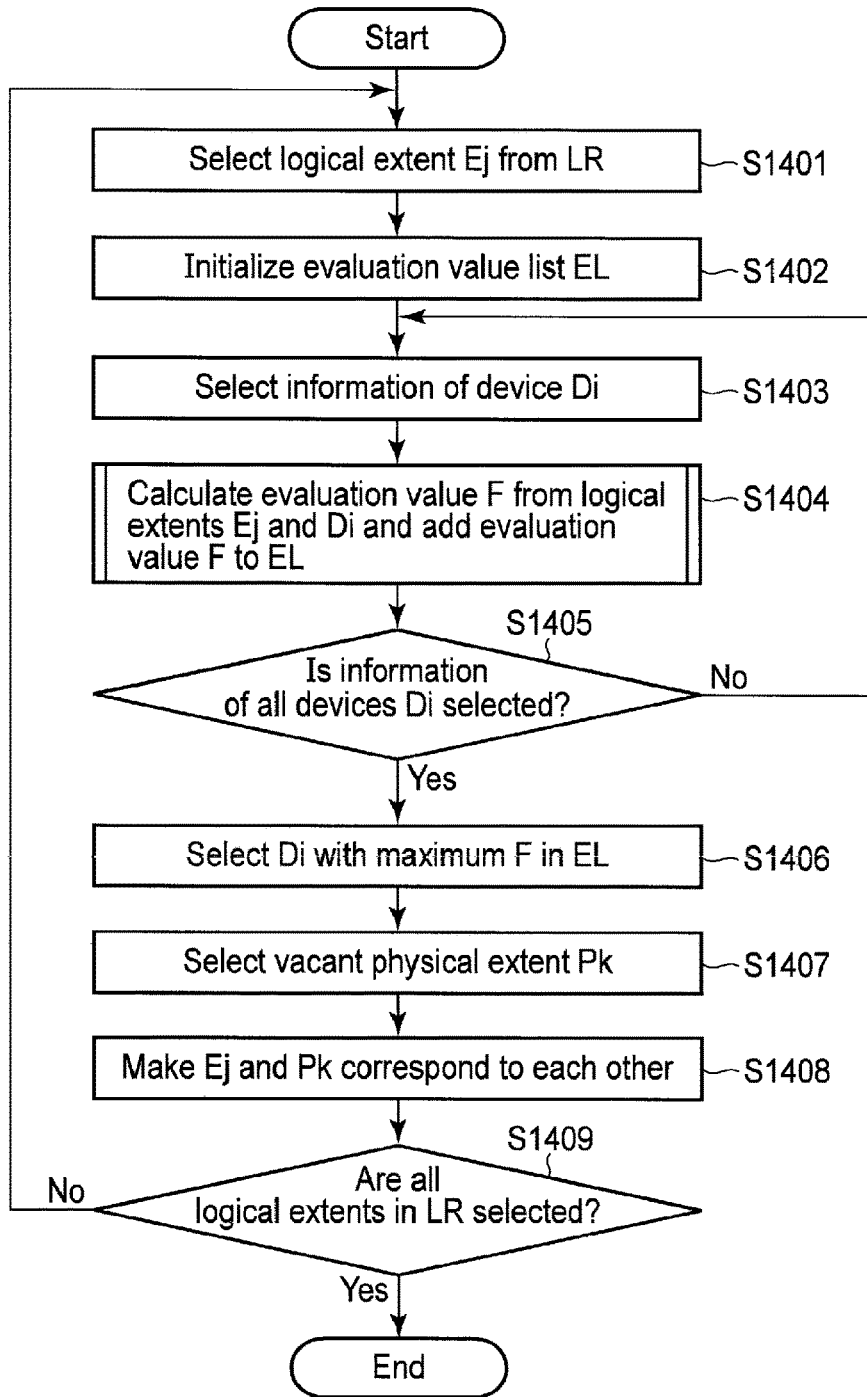 Start
Select logical extent Ej from LR
S1401
Initialize evaluation value list EL
S1402
Select information of device Di
S1403
Calculate evaluation value F from logical
extents Ej and Di and add evaluation
value F to EL
S1404
S1405
Is information
of all devices Di selected?
No
Yes
Select Di with maximum F in EL
S1406
Select vacant physical extent Pk
S1407
Make Ej and Pk correspond to each other
S1408
S1409
Are all
logical extents in LR selected?
No
Yes
End